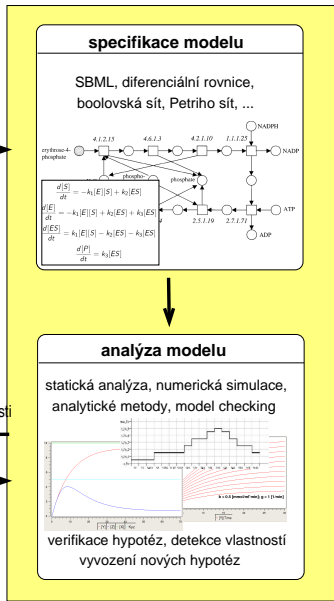 specifikace modelu
SBML, diferenciální rovnice,
boolovská síť, Petriho síť, ...
NADPH
4.1.2.15 4.6.1.3 4.2.1.10 1.1.1.25
erythrose-4-
phosphate
NADP
phospho-
phosphate
d[S]/dt = −k₁[E][S] + k₂[ES]
d[E]/dt = −k₁[E][S] + k₂[ES] + k₃[ES]
d[ES]/dt = k₁[E][S] − k₂[ES] − k₃[ES]
d[P]/dt = k₃[ES]
ATP
2.5.1.19 2.7.1.71
ADP
analýza modelu
sti
statická analýza, numerická simulace,
analytické metody, model checking
verifikace hypotéz, detekce vlastností
vyvození nových hypotéz